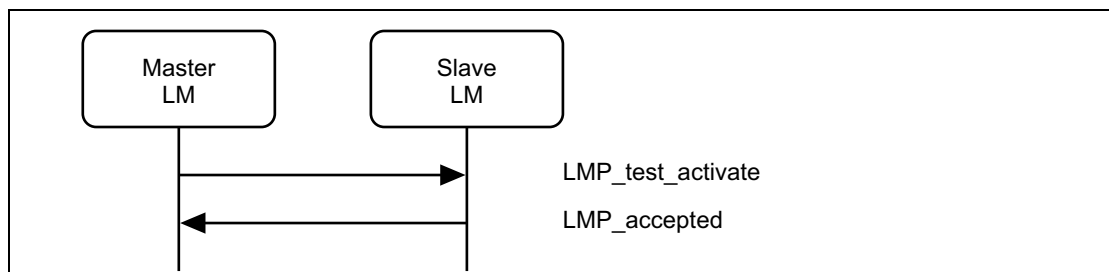 Master
LM
Slave
LM
LMP_test_activate
LMP_accepted